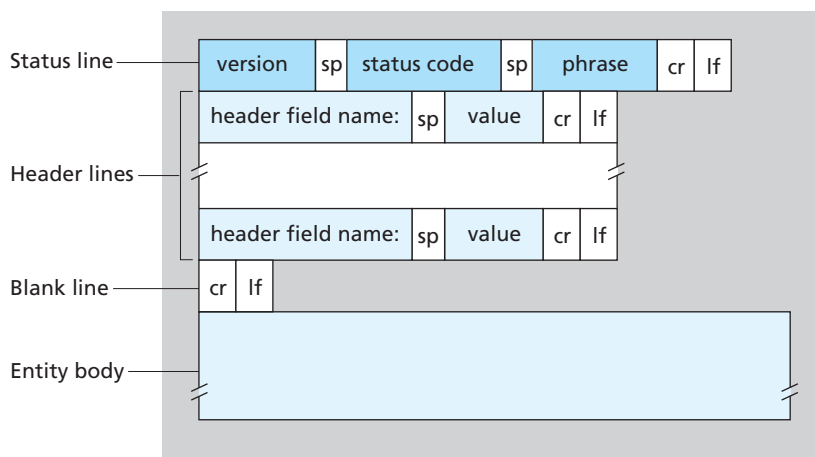 Status line version sp status code sp phrase cr lf
header field name: sp value cr lf
Header lines
header field name: sp value cr lf
Blank line cr lf
Entity body